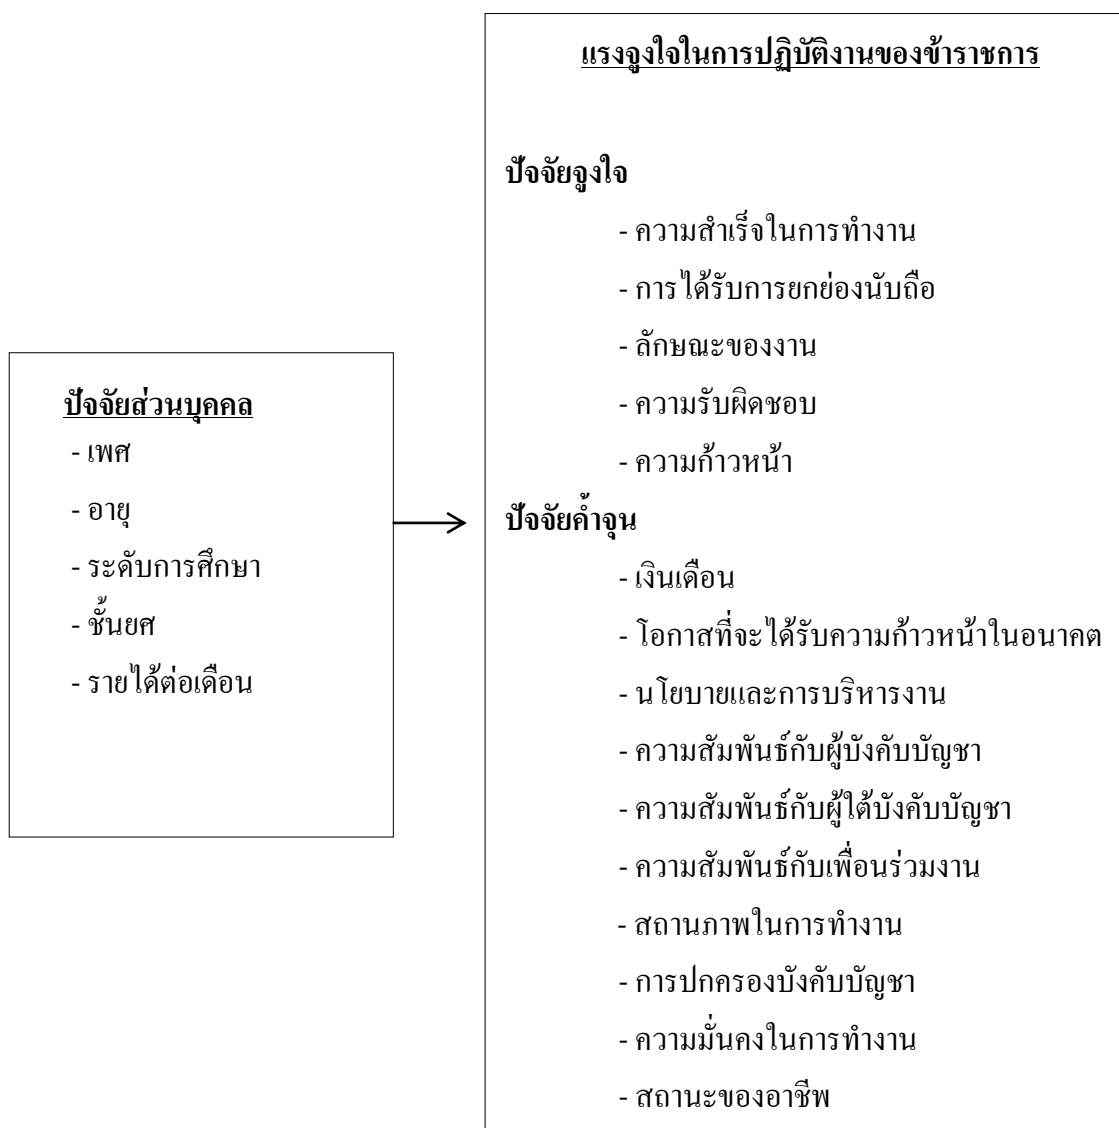 ปัจจัยส่วนบุคคล
- เพศ
- อายุ
- ระดับการศึกษา
- ชั้นยศ
- รายได้ต่อเดือน
แรงจูงใจในการปฏิบัติงานของข้าราชการ
ปัจจัยจูงใจ
- ความสำเร็จในการทำงาน
- การได้รับการยกย่องนับถือ
- ลักษณะของงาน
- ความรับผิดชอบ
- ความก้าวหน้า
ปัจจัยค้ำจุน
- เงินเดือน
- โอกาสที่จะได้รับความก้าวหน้าในอนาคต
- นโยบายและการบริหารงาน
- ความสัมพันธ์กับผู้บังคับบัญชา
- ความสัมพันธ์กับผู้ใต้บังคับบัญชา
- ความสัมพันธ์กับเพื่อนร่วมงาน
- สถานภาพในการทำงาน
- การปกครองบังคับบัญชา
- ความมั่นคงในการทำงาน
- สถานะของอาชีพ